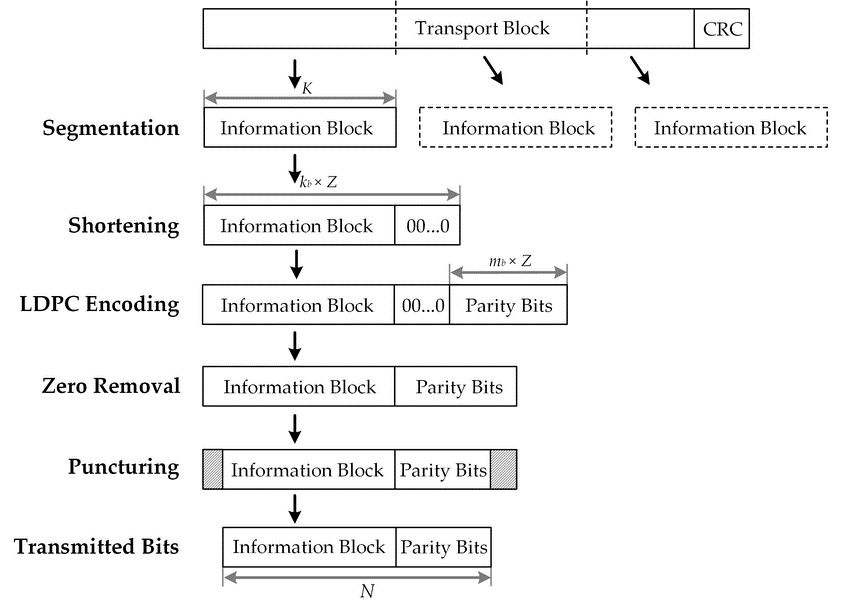 Transport Block CRC
K
Segmentation Information Block Information Block Information Block
k_b × Z
Shortening Information Block 00...0
m_b × Z
LDPC Encoding Information Block 00...0 Parity Bits
Zero Removal Information Block Parity Bits
Puncturing Information Block Parity Bits
Transmitted Bits Information Block Parity Bits
N